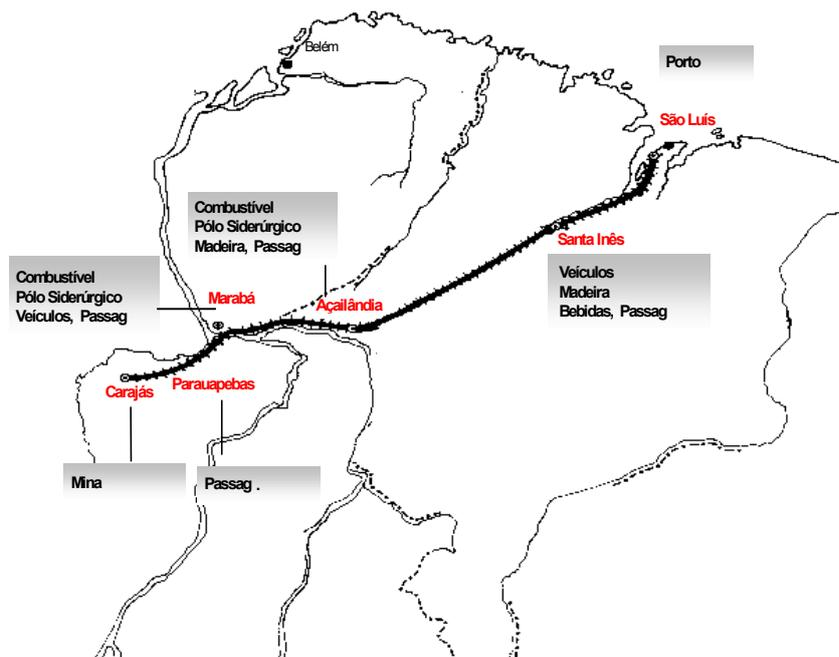 Belém
Porto
São Luís
Combustível
Pólo Siderúrgico
Madeira, Passag
Santa Inês
Combustível
Pólo Siderúrgico
Veículos, Passag
Veículos
Madeira
Bebidas, Passag
Marabá
Açailândia
Parauapebas
Carajás
Mina
Passag .